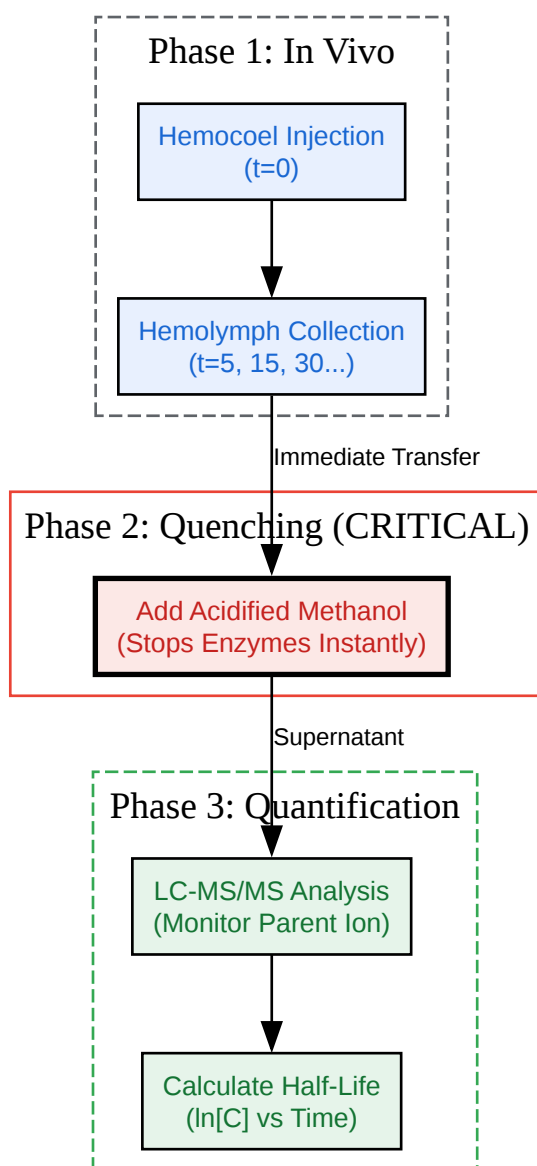 Phase 1: In Vivo
Hemocoel Injection
(t=0)
Hemolymph Collection
(t=5, 15, 30...)
Immediate Transfer
Phase 2: Quenching (CRITICAL)
Add Acidified Methanol
(Stops Enzymes Instantly)
Supernatant
Phase 3: Quantification
LC-MS/MS Analysis
(Monitor Parent Ion)
Calculate Half-Life
(ln[C] vs Time)